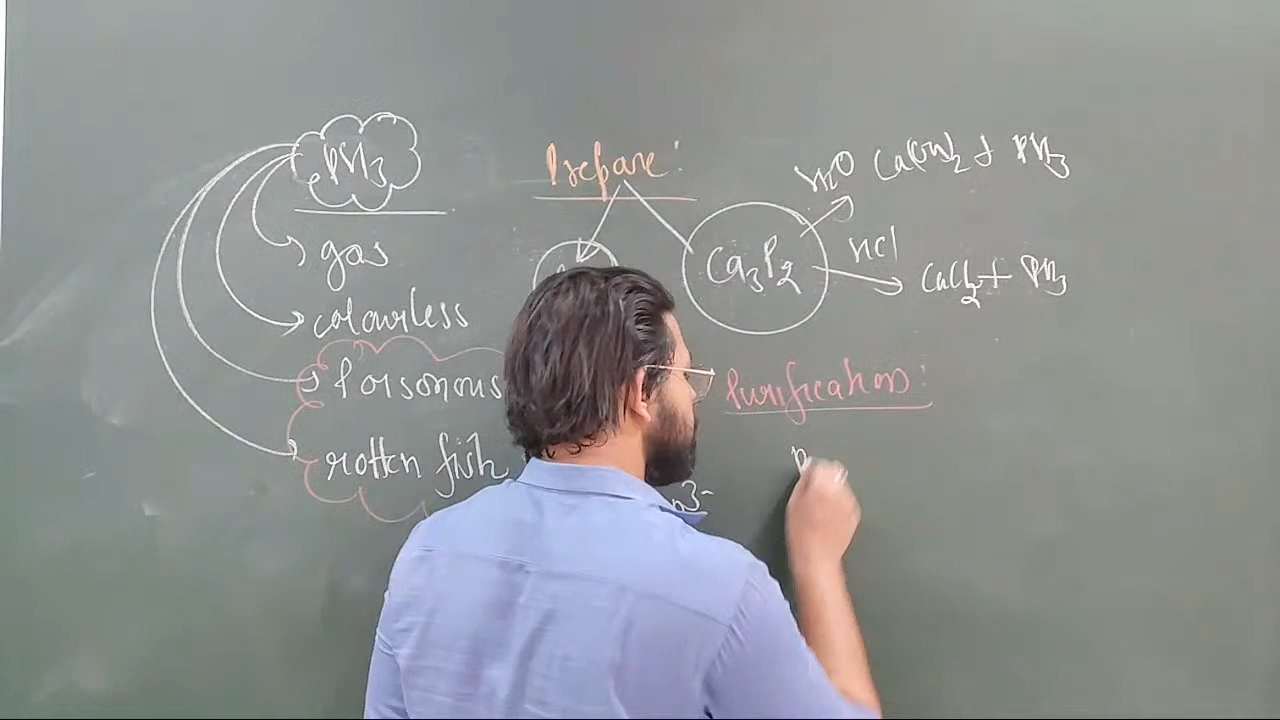 PH3
Prepare:
H2O Ca(OH)2 + PH3
gas
Ca3P2
HCl
CaCl2 + PH3
colourless
Poisonous
Purification:
rotten fish
P